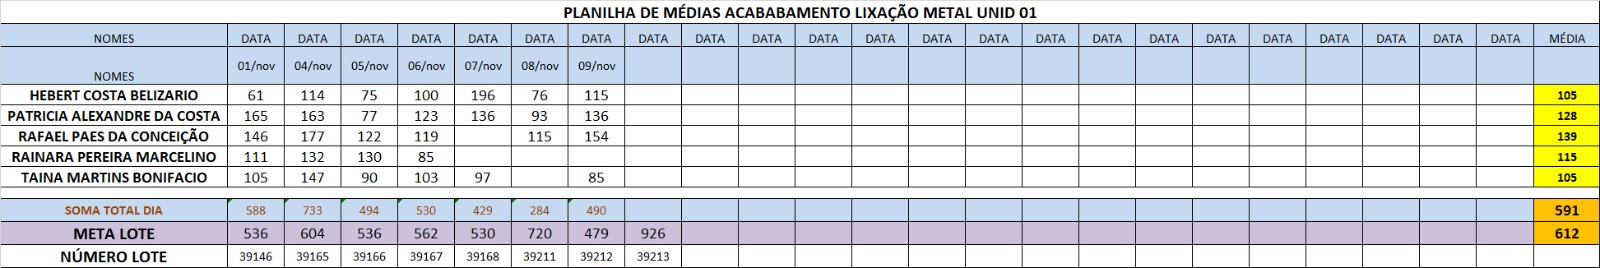 PLANILHA DE MÉDIAS ACABABAMENTO LIXAÇÃO METAL UNID 01
NOMES DATA DATA DATA DATA DATA DATA DATA DATA DATA DATA DATA DATA DATA DATA DATA DATA DATA DATA DATA DATA DATA DATA DATA MÉDIA
NOMES 01/nov 04/nov 05/nov 06/nov 07/nov 08/nov 09/nov
HEBERT COSTA BELIZARIO 61 114 75 100 196 76 115 105
PATRICIA ALEXANDRE DA COSTA 165 163 77 123 136 93 136 128
RAFAEL PAES DA CONCEIÇÃO 146 177 122 119 115 154 139
RAINARA PEREIRA MARCELINO 111 132 130 85 115
TAINA MARTINS BONIFACIO 105 147 90 103 97 85 105
SOMA TOTAL DIA 588 733 494 530 429 284 490 591
META LOTE 536 604 536 562 530 720 479 926 612
NÚMERO LOTE 39146 39165 39166 39167 39168 39211 39212 39213